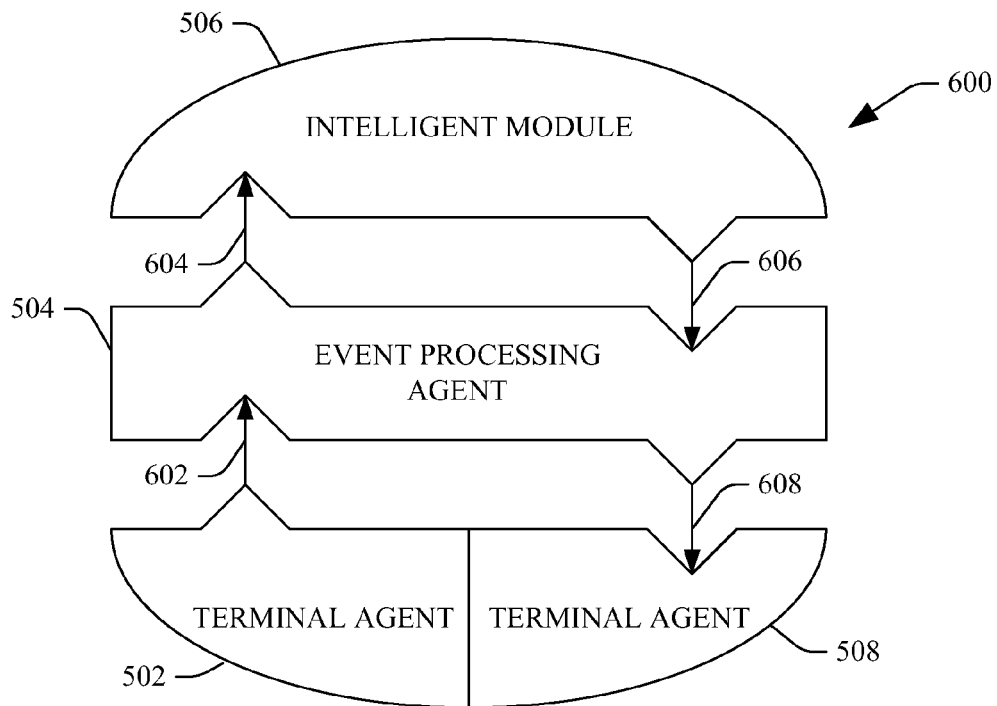 506
600
INTELLIGENT MODULE
604
606
504
EVENT PROCESSING
AGENT
602
608
TERMINAL AGENT
TERMINAL AGENT
502
508